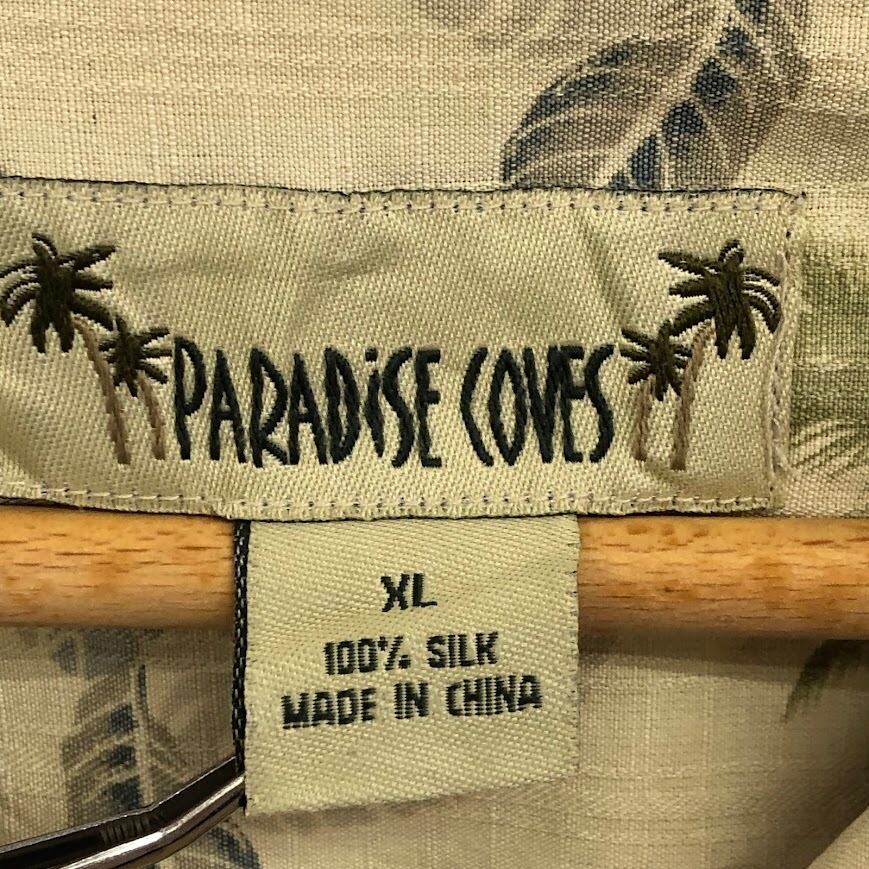 PARADiSE COVES
XL
100% SILK
MADE IN CHINA